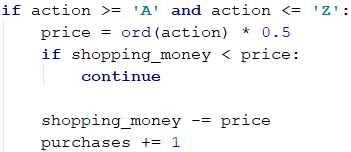 if action >= 'A' and action <= 'Z':
    price = ord(action) * 0.5
    if shopping_money < price:
        continue

    shopping_money -= price
    purchases += 1